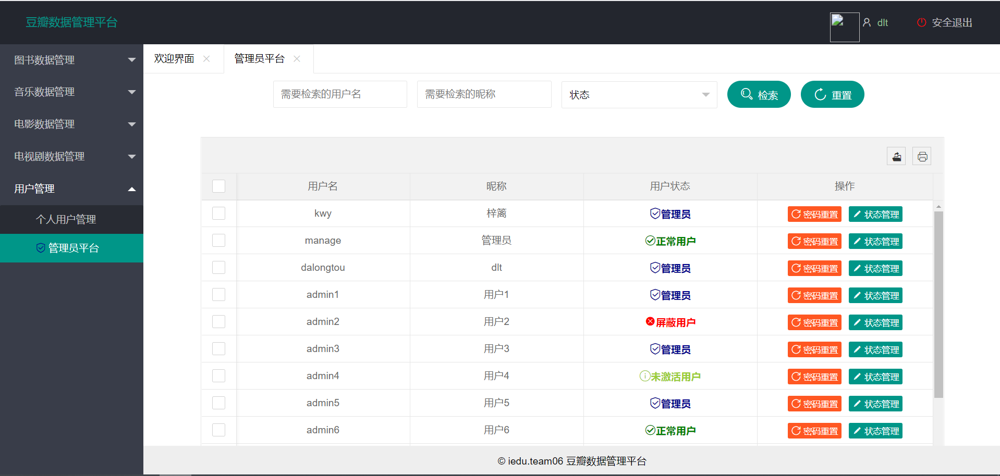 豆瓣数据管理平台
dlt 安全退出
图书数据管理
音乐数据管理
电影数据管理
电视剧数据管理
用户管理
个人用户管理
管理员平台
欢迎界面 管理员平台
需要检索的用户名 需要检索的昵称 状态 检索 重置
用户名 昵称 用户状态 操作
kwy 梓篱 管理员 密码重置 状态管理
manage 管理员 正常用户 密码重置 状态管理
dalongtou dlt 管理员 密码重置 状态管理
admin1 用户1 管理员 密码重置 状态管理
admin2 用户2 屏蔽用户 密码重置 状态管理
admin3 用户3 管理员 密码重置 状态管理
admin4 用户4 未激活用户 密码重置 状态管理
admin5 用户5 管理员 密码重置 状态管理
admin6 用户6 正常用户 密码重置 状态管理
© iedu.team06 豆瓣数据管理平台